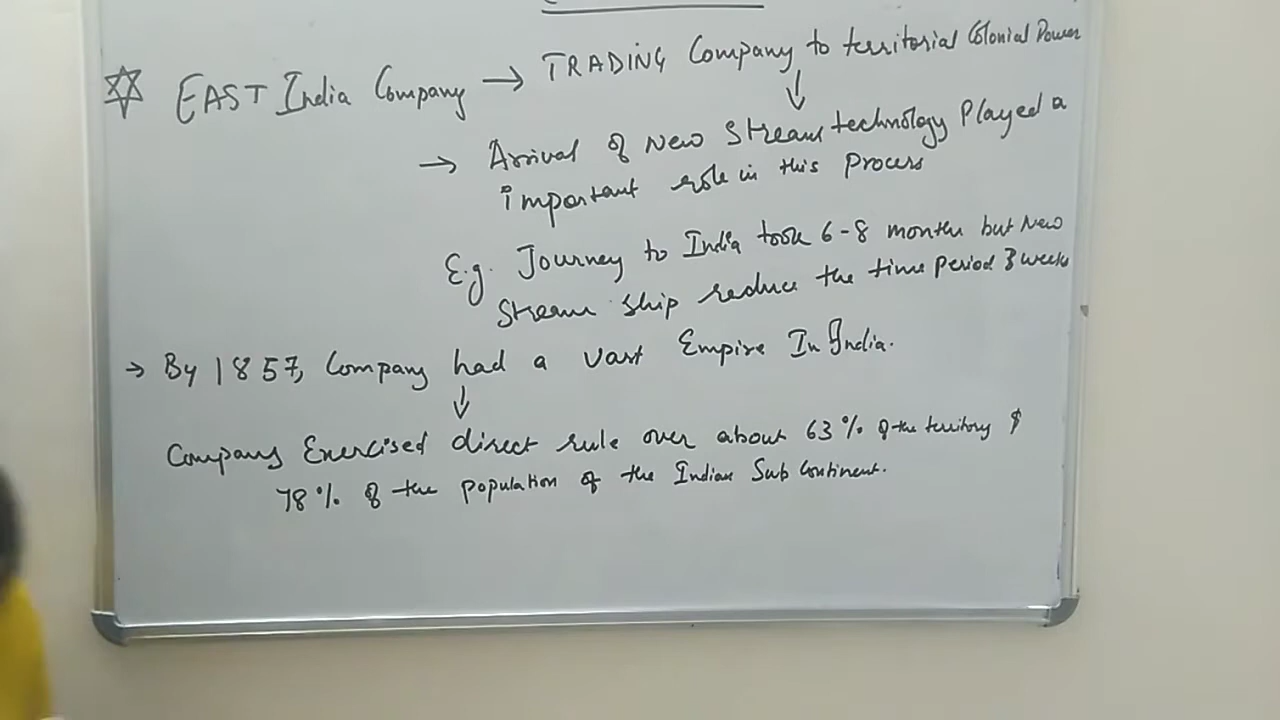 ☆ EAST India Company → TRADING Company to territorial Colonial Power
↓
→ Arrival of New Stream technology Played a
important role in this Process
E.g. Journey to India took 6-8 months but New
Stream ship reduce the time period 3 weeks
→ By 1857, Company had a vast Empire In India.
↓
Company Exercised direct rule over about 63% of the territory &
78% of the population of the Indian Sub Continent.